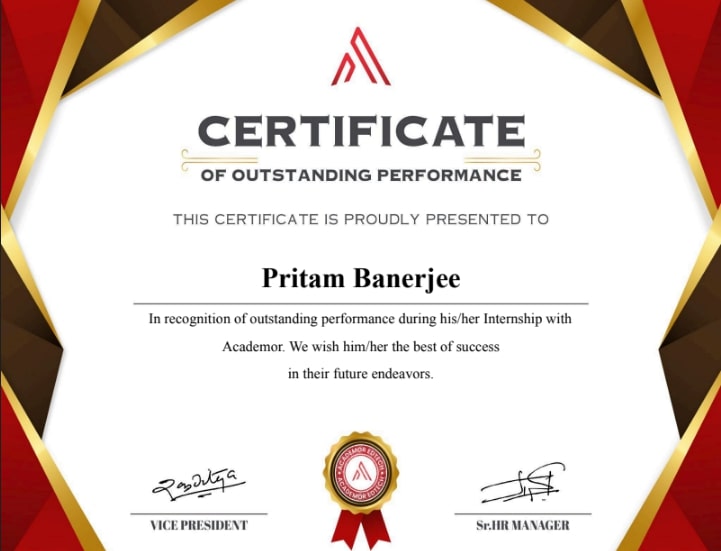 CERTIFICATE
OF OUTSTANDING PERFORMANCE
THIS CERTIFICATE IS PROUDLY PRESENTED TO
Pritam Banerjee
In recognition of outstanding performance during his/her Internship with
Academor. We wish him/her the best of success
in their future endeavors.
ACADEMOR EDTECH
ACADEMOR EDTECH
VICE PRESIDENT
Sr.HR MANAGER